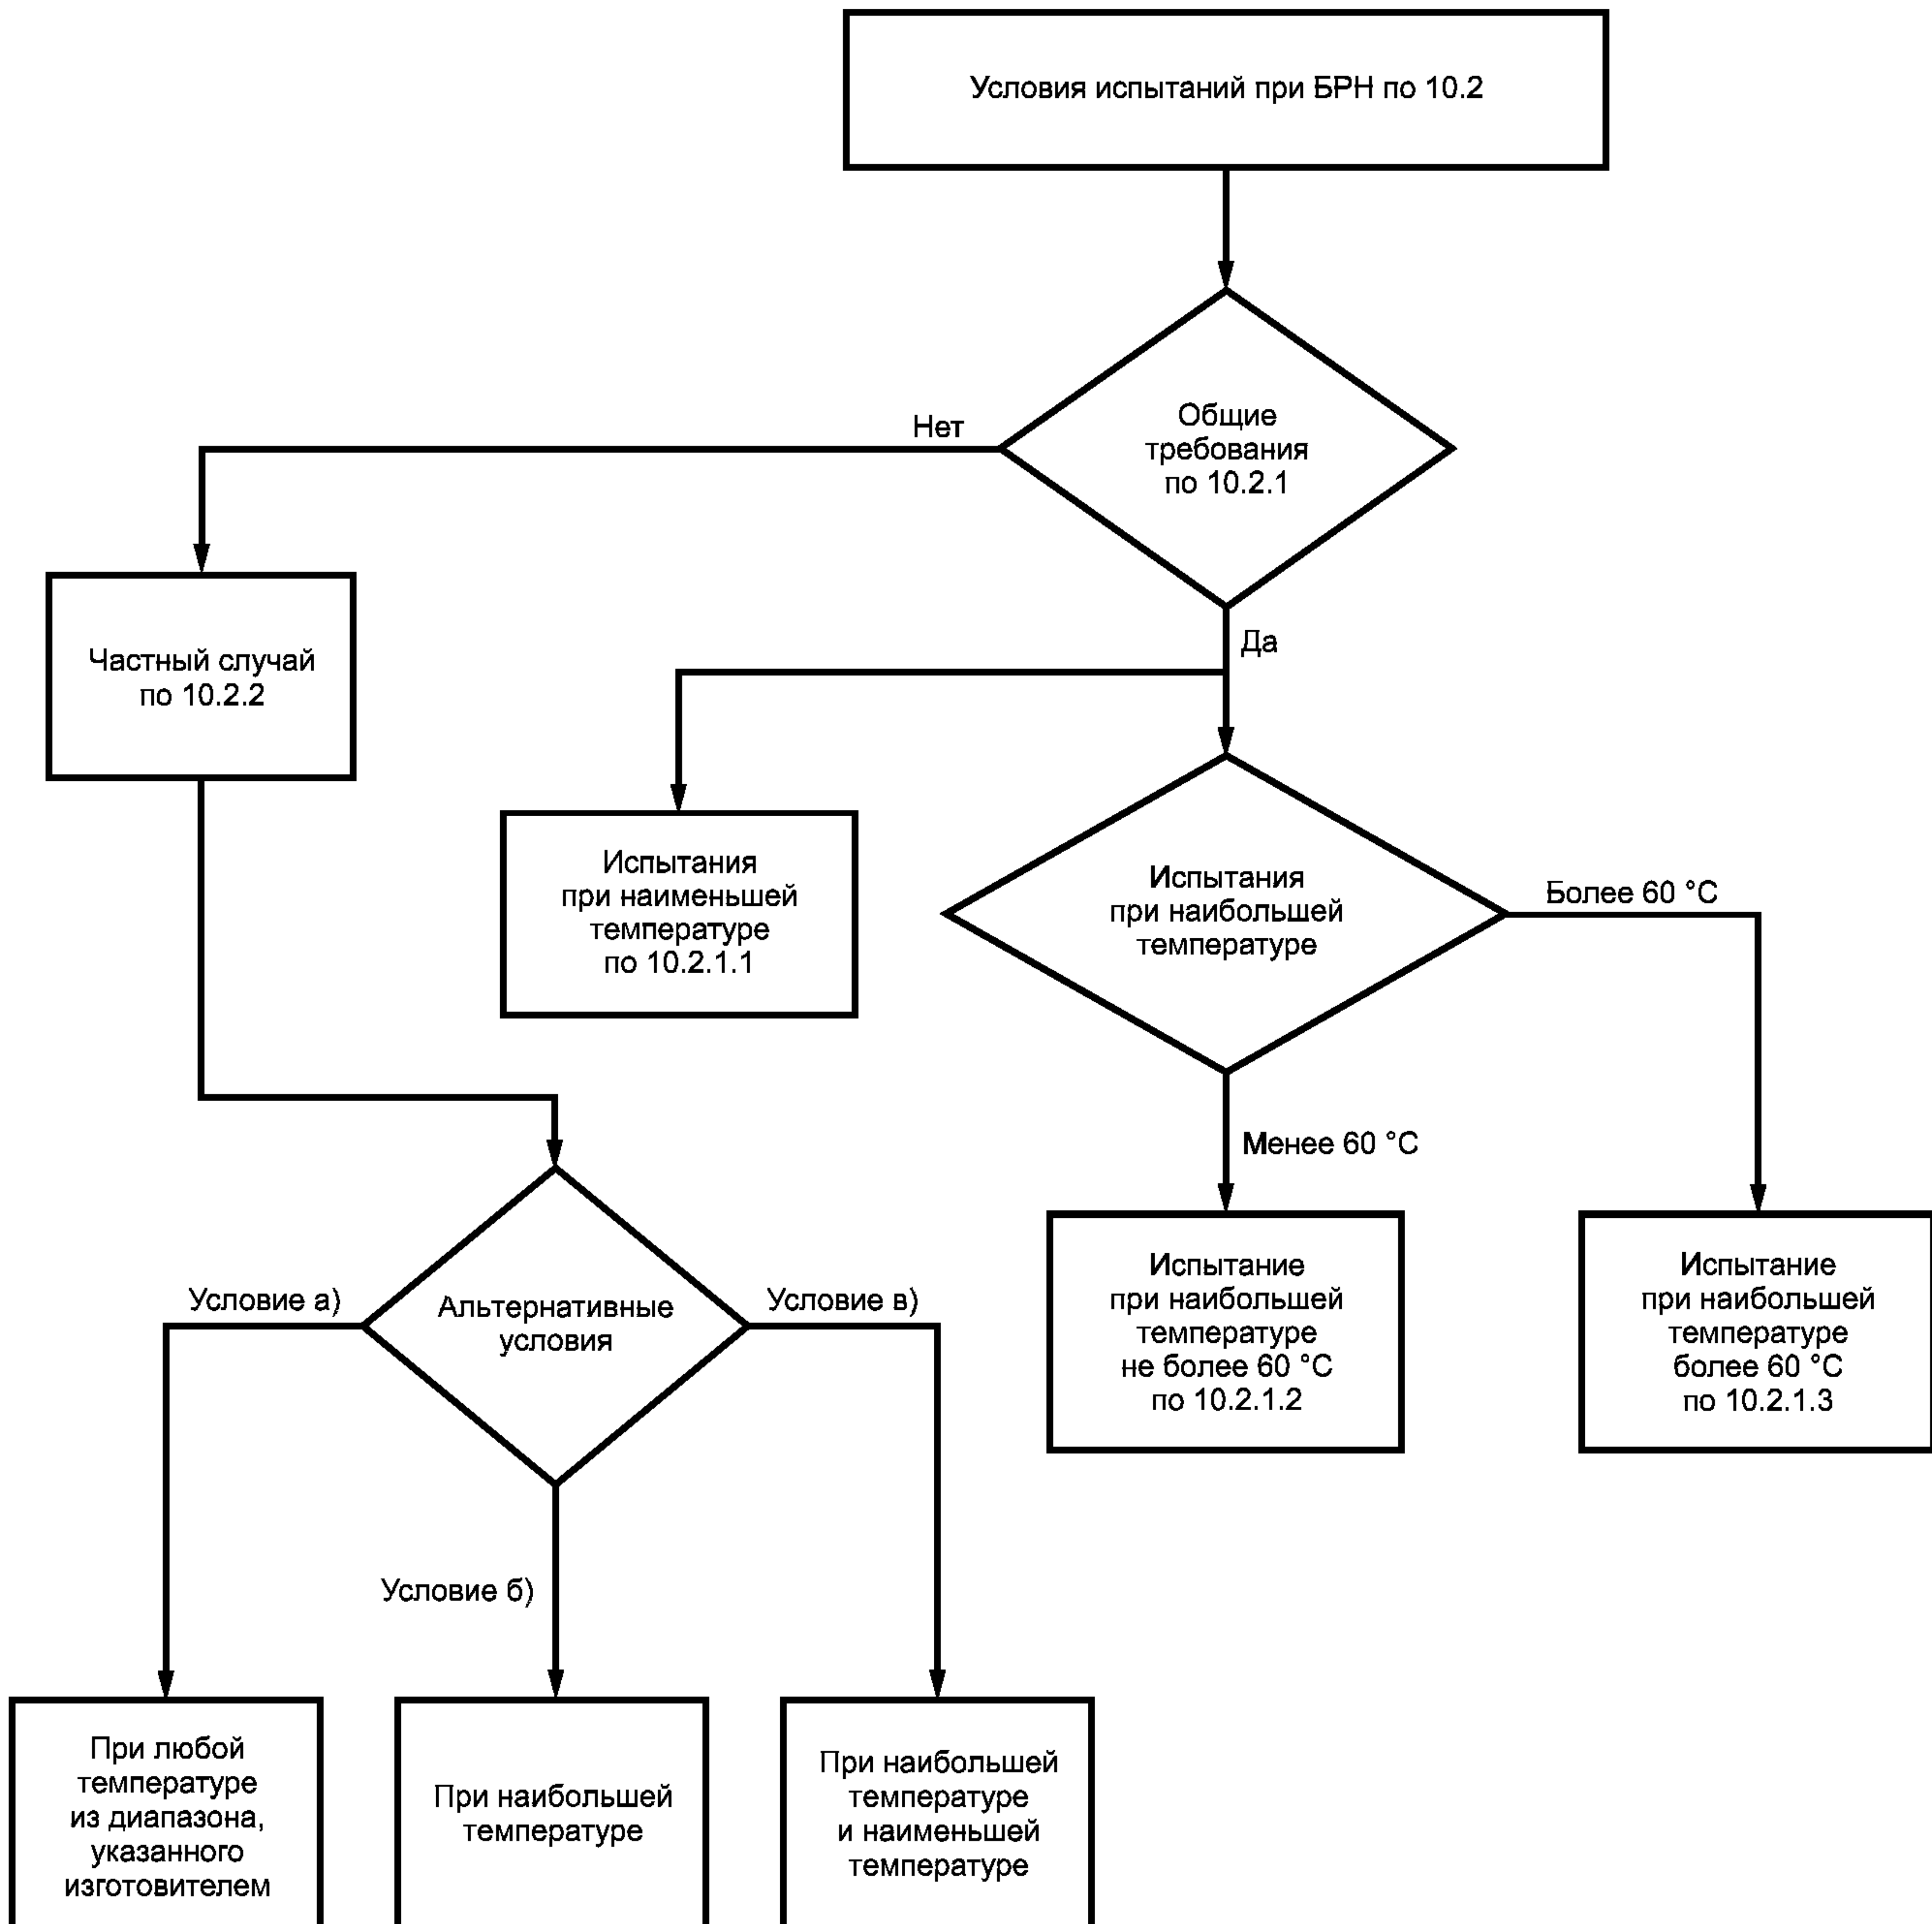 Условия испытаний при БРН по 10.2
Общие
требования
по 10.2.1
Нет
Да
Частный случай
по 10.2.2
Испытания
при наименьшей
температуре
по 10.2.1.1
Испытания
при наибольшей
температуре
Более 60 °C
Менее 60 °C
Испытание
при наибольшей
температуре
не более 60 °C
по 10.2.1.2
Испытание
при наибольшей
температуре
более 60 °C
по 10.2.1.3
Альтернативные
условия
Условие а)
Условие б)
Условие в)
При любой
температуре
из диапазона,
указанного
изготовителем
При наибольшей
температуре
При наибольшей
температуре
и наименьшей
температуре